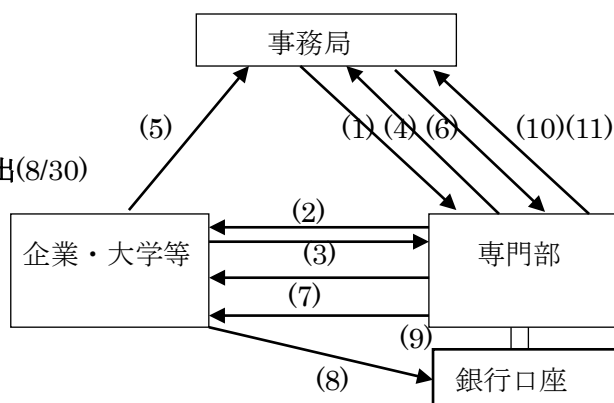 事務局
(5)
(1) (4) (6)
(10)(11)
出(8/30)
(2)
企業・大学等
(3)
専門部
(7)
(9)
(8)
銀行口座